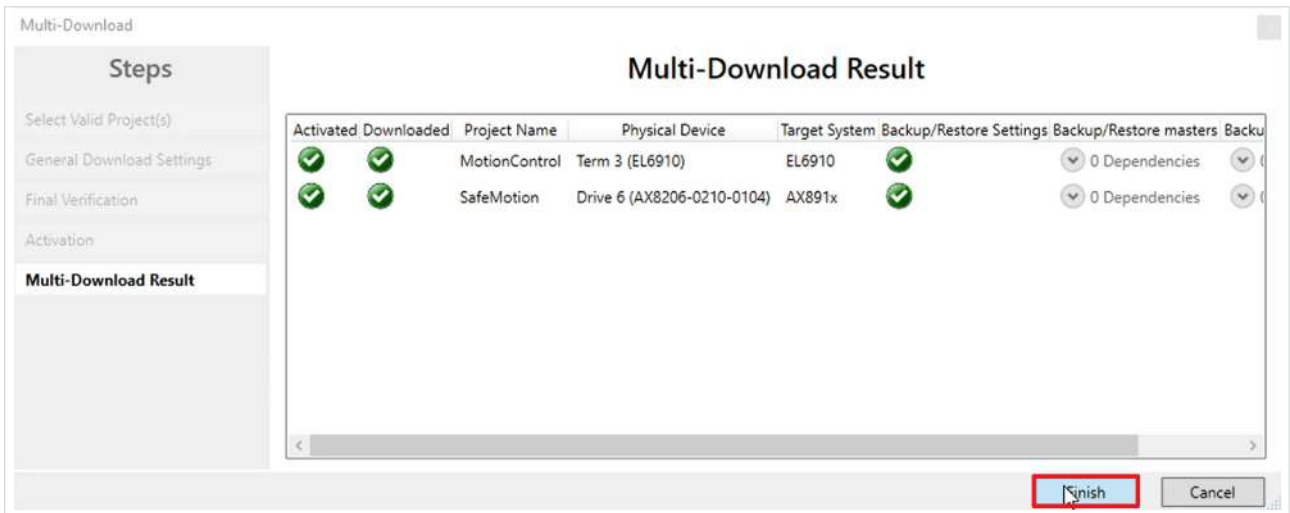 Multi-Download
Steps
Select Valid Project(s)
General Download Settings
Final Verification
Activation
Multi-Download Result
Multi-Download Result
Activated Downloaded Project Name Physical Device Target System Backup/Restore Settings Backup/Restore masters Backu
MotionControl Term 3 (EL6910) EL6910 0 Dependencies
SafeMotion Drive 6 (AX8206-0210-0104) AX891x 0 Dependencies
Finish Cancel